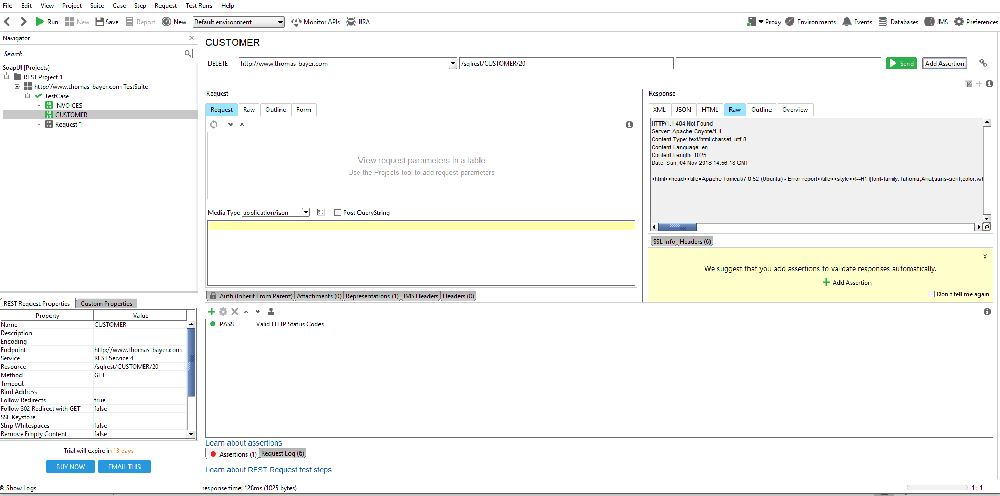 File Edit View Project Suite Case Step Request Test Runs Help
Run New Save Report New Default environment Monitor APIs JIRA Proxy Environments Events Databases JMS Preferences
Navigator
Search
SoapUI [Projects]
REST Project 1
http://www.thomas-bayer.com TestSuite
TestCase
INVOICES
CUSTOMER
Request 1
REST Request Properties Custom Properties
Property Value
Name CUSTOMER
Description
Encoding
Endpoint http://www.thomas-bayer.com
Service REST Service 4
Resource /sqlrest/CUSTOMER/20
Method GET
Timeout
Bind Address
Follow Redirects true
Follow 302 Redirect with GET false
SSL Keystore
Strip Whitespaces false
Remove Empty Content false
Trial will expire in 13 days
BUY NOW EMAIL THIS
CUSTOMER
DELETE http://www.thomas-bayer.com /sqlrest/CUSTOMER/20 Send Add Assertion
Request
Request Raw Outline Form
View request parameters in a table
Use the Projects tool to add request parameters
Media Type application/json Post QueryString
Auth (Inherit From Parent) Attachments (0) Representations (1) JMS Headers Headers (0)
Response
XML JSON HTML Raw Outline Overview
HTTP/1.1 404 Not Found
Server: Apache-Coyote/1.1
Content-Type: text/html;charset=utf-8
Content-Language: en
Content-Length: 1025
Date: Sun, 04 Nov 2018 14:56:18 GMT
<html><head><title>Apache Tomcat/7.0.52 (Ubuntu) - Error report</title><style><!--H1 {font-family:Tahoma,Arial,sans-serif;color:wl
SSL Info Headers (6)
X
We suggest that you add assertions to validate responses automatically.
Add Assertion
Don't tell me again
PASS Valid HTTP Status Codes
Learn about assertions
Assertions (1) Request Log (6)
Learn about REST Request test steps
Show Logs response time: 128ms (1025 bytes) 1 : 1